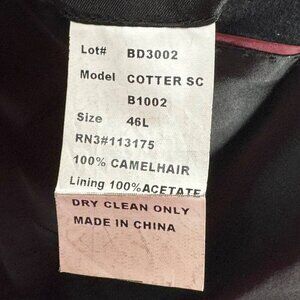 Lot# BD3002
Model COTTER SC
B1002
Size 46L
RN3#113175
100% CAMELHAIR
Lining 100% ACETATE
DRY CLEAN ONLY
MADE IN CHINA